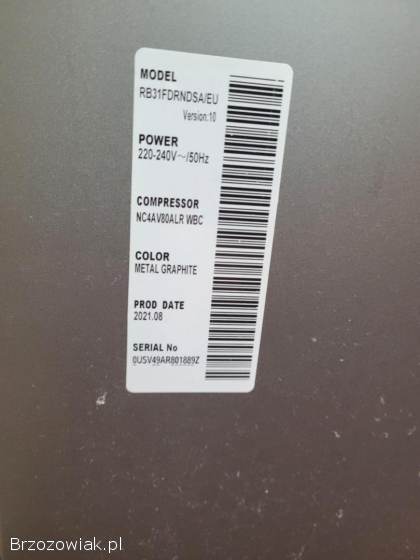 MODEL
RB31FDRNDSA/EU
Version:10
POWER
220-240V~/50Hz
COMPRESSOR
NC4AV80ALR WBC
COLOR
METAL GRAPHITE
PROD DATE
2021.08
SERIAL No
0USV49AR801889Z
Brzozowiak.pl